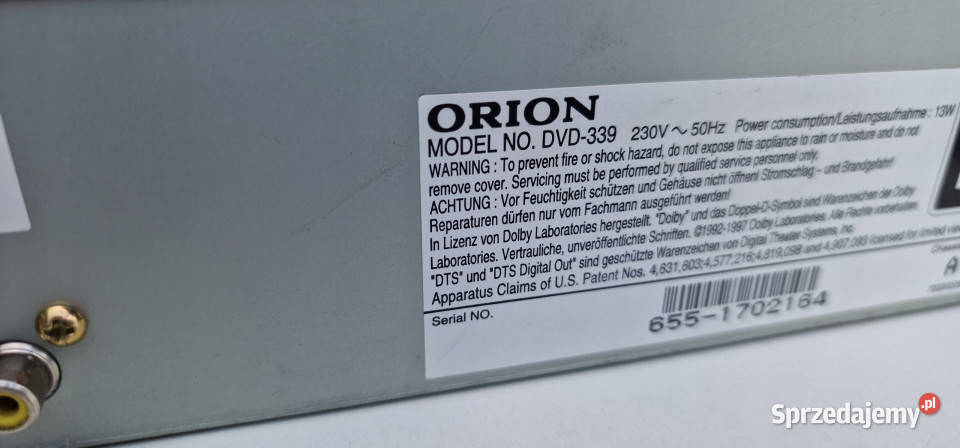 ORION
MODEL NO. DVD-339 230V ~ 50Hz Power consumption/Leistungsaufnahme : 13W
WARNING : To prevent fire or shock hazard, do not expose this appliance to rain or moisture and do not
remove cover. Servicing must be performed by qualified service personnel only.
ACHTUNG : Vor Feuchtigkeit schützen und Gehäuse nicht öffnen! Stromschlag - und Brandgefahr!
Reparaturen dürfen nur vom Fachmann ausgeführt werden!
In Lizenz von Dolby Laboratories hergestellt. "Dolby" und das Doppel-D-Symbol sind Warenzeichen der Dolby
Laboratories. Vertrauliche, unveröffentlichte Schriften. ©1992-1997 Dolby Laboratories. Alle Rechte vorbehalten.
"DTS" und "DTS Digital Out" sind geschützte Warenzeichen von Digital Theater Systems, Inc.
Apparatus Claims of U.S. Patent Nos. 4,631,603;4,577,216;4,819,098 and 4,907,093 licensed for limited
Serial NO.
655-1702164
A
Sprzedajemy.pl